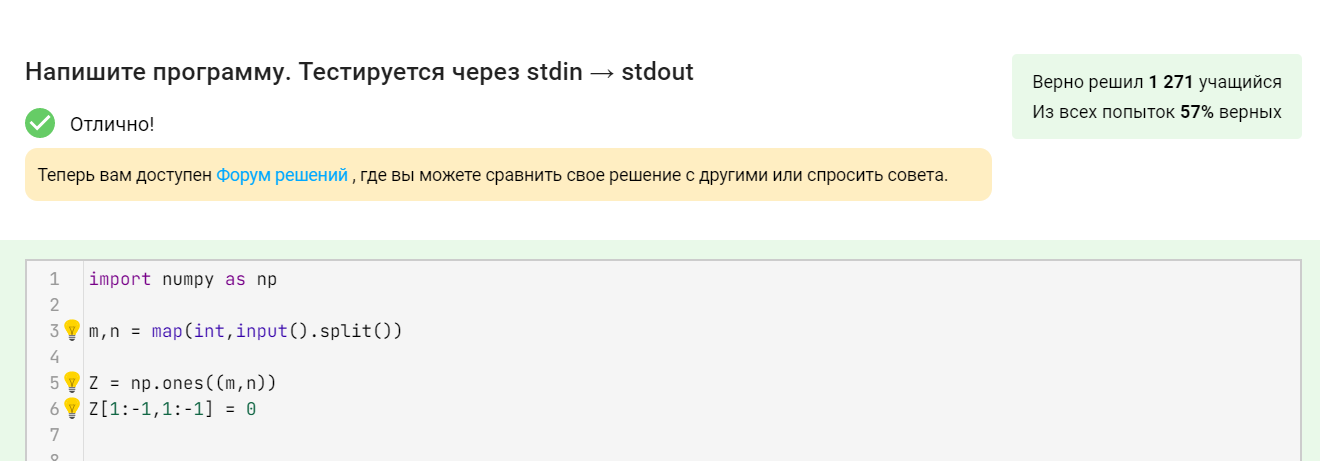 Напишите программу. Тестируется через stdin → stdout
Верно решил 1 271 учащийся
Из всех попыток 57% верных
Отлично!
Теперь вам доступен Форум решений , где вы можете сравнить свое решение с другими или спросить совета.
1 import numpy as np
2
3 m,n = map(int,input().split())
4
5 Z = np.ones((m,n))
6 Z[1:-1,1:-1] = 0
7
8